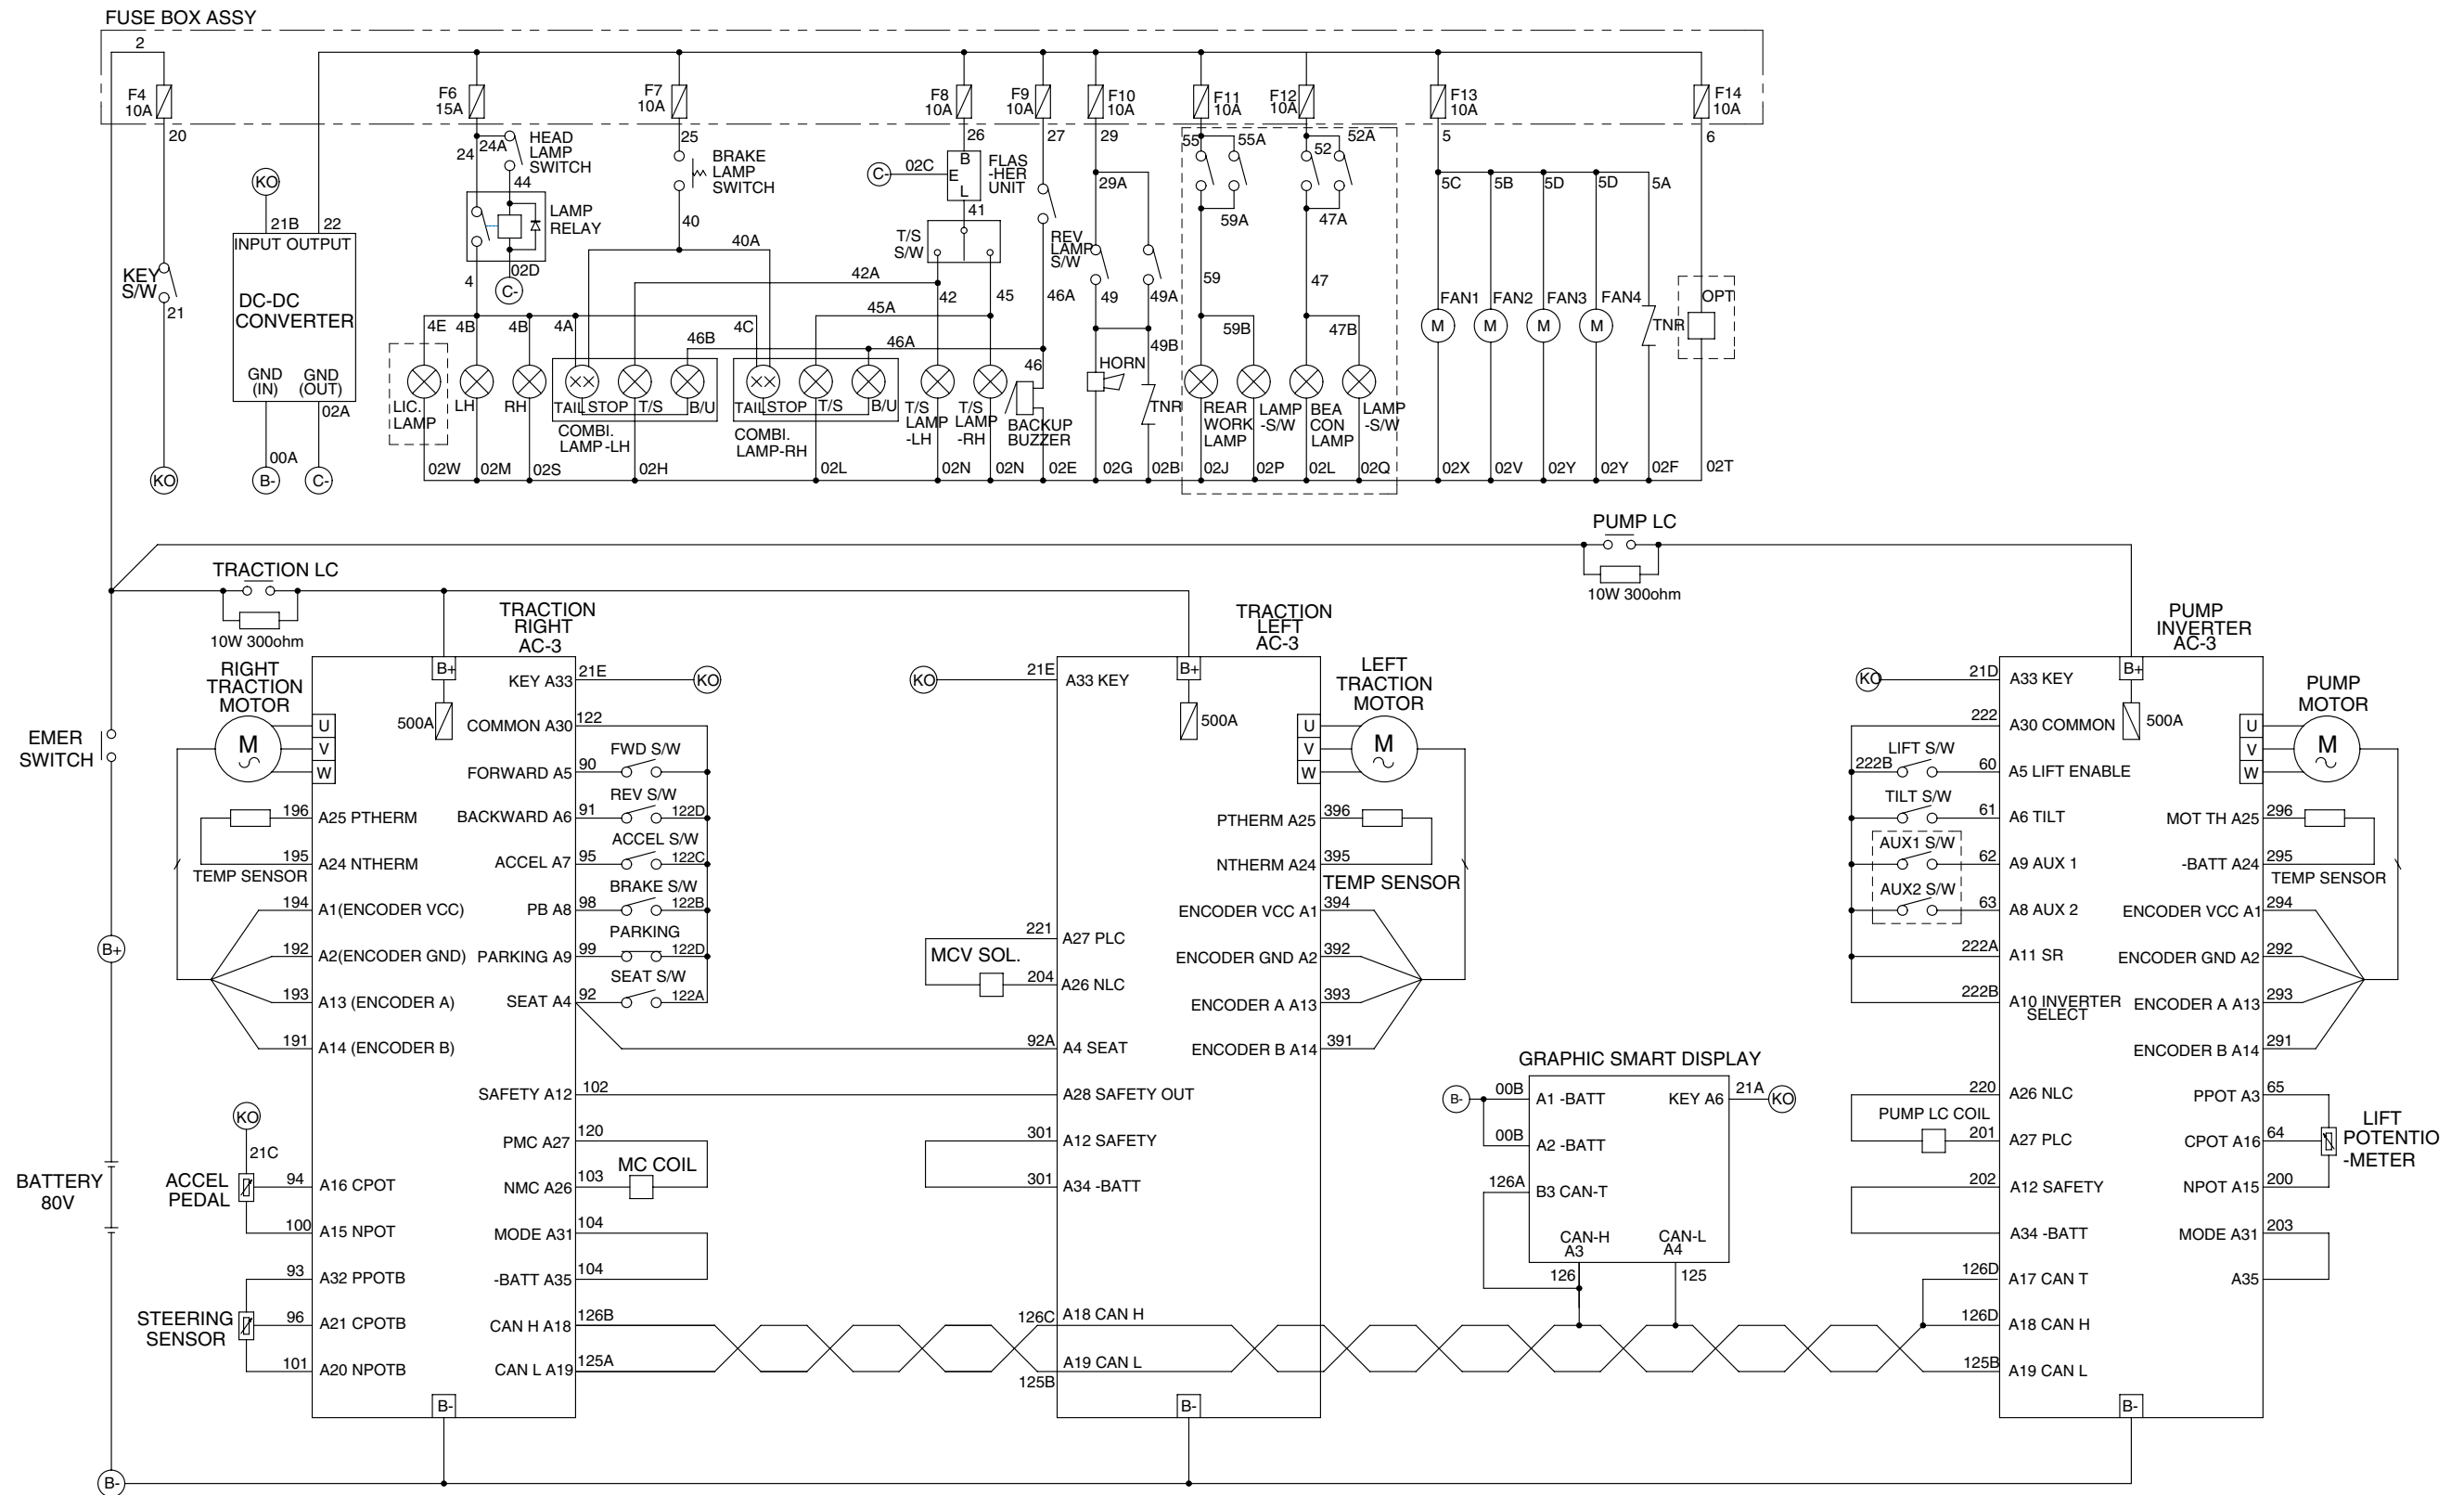 FUSE BOX ASSY
2
F4
10A
F6
15A
F7
10A
F8
10A
F9
10A
F10
10A
F11
10A
F12
10A
F13
10A
F14
10A
20
24
24A
HEAD
LAMP
SWITCH
44
25
BRAKE
LAMP
SWITCH
26
27
29
55
55A
52
52A
5
6
C-
02C
B
E
L
FLAS
-HER
UNIT
41
29A
59A
47A
5C
5B
5D
5D
5A
KO
21B
22
INPUT OUTPUT
DC-DC
CONVERTER
GND
(IN)
GND
(OUT)
02A
00A
KEY
S/W
21
KO
B-
C-
LAMP
RELAY
02D
C-
4
40
40A
T/S
S/W
42A
42
45
45A
REV
LAMP
S/W
46A
49
49A
49B
59
59B
47
47B
FAN1
M
FAN2
M
FAN3
M
FAN4
M
TNR
OPT
4E
4B
4B
4A
4C
46B
46A
46
HORN
TNR
LIC.
LAMP
LH
RH
TAIL
STOP
T/S
B/U
COMBI.
LAMP-LH
TAIL
STOP
T/S
B/U
COMBI.
LAMP-RH
T/S
LAMP
-LH
T/S
LAMP
-RH
BACKUP
BUZZER
REAR
WORK
LAMP
LAMP
-S/W
BEA
CON
LAMP
LAMP
-S/W
02W
02M
02S
02H
02L
02N
02N
02E
02G
02B
02J
02P
02L
02Q
02X
02V
02Y
02Y
02F
02T
PUMP LC
10W 300ohm
TRACTION LC
10W 300ohm
EMER
SWITCH
B+
BATTERY
80V
B-
TRACTION
RIGHT
AC-3
RIGHT
TRACTION
MOTOR
M
U
V
W
B+
500A
KEY A33
21E
KO
COMMON A30
122
FORWARD A5
90
FWD S/W
BACKWARD A6
91
REV S/W
122D
ACCEL A7
95
ACCEL S/W
122C
PB A8
98
BRAKE S/W
122B
PARKING A9
99
PARKING
122D
SEAT A4
92
SEAT S/W
122A
196
A25 PTHERM
195
A24 NTHERM
TEMP SENSOR
194
A1(ENCODER VCC)
192
A2(ENCODER GND)
193
A13 (ENCODER A)
191
A14 (ENCODER B)
KO
21C
ACCEL
PEDAL
94
A16 CPOT
100
A15 NPOT
93
A32 PPOTB
STEERING
SENSOR
96
A21 CPOTB
101
A20 NPOTB
SAFETY A12
102
PMC A27
120
MC COIL
NMC A26
103
MODE A31
104
-BATT A35
104
CAN H A18
126B
CAN L A19
125A
B-
TRACTION
LEFT
AC-3
LEFT
TRACTION
MOTOR
M
U
V
W
B+
500A
KO
21E
A33 KEY
PTHERM A25
396
NTHERM A24
395
TEMP SENSOR
ENCODER VCC A1
394
ENCODER GND A2
392
ENCODER A A13
393
ENCODER B A14
391
221
A27 PLC
MCV SOL.
204
A26 NLC
92A
A4 SEAT
A28 SAFETY OUT
301
A12 SAFETY
301
A34 -BATT
126C
A18 CAN H
A19 CAN L
125B
B-
GRAPHIC SMART DISPLAY
B-
00B
A1 -BATT
KEY A6
21A
KO
00B
A2 -BATT
126A
B3 CAN-T
CAN-H
A3
CAN-L
A4
126
125
PUMP
INVERTER
AC-3
PUMP
MOTOR
M
U
V
W
B+
500A
KO
21D
A33 KEY
222
A30 COMMON
LIFT S/W
222B
60
A5 LIFT ENABLE
TILT S/W
61
A6 TILT
AUX1 S/W
62
A9 AUX 1
AUX2 S/W
63
A8 AUX 2
222A
A11 SR
222B
A10 INVERTER
SELECT
MOT TH A25
296
-BATT A24
295
TEMP SENSOR
ENCODER VCC A1
294
ENCODER GND A2
292
ENCODER A A13
293
ENCODER B A14
291
220
A26 NLC
PUMP LC COIL
201
A27 PLC
202
A12 SAFETY
A34 -BATT
126D
A17 CAN T
126D
A18 CAN H
125B
A19 CAN L
PPOT A3
65
CPOT A16
64
LIFT
POTENTIO
-METER
NPOT A15
200
MODE A31
203
A35
B-